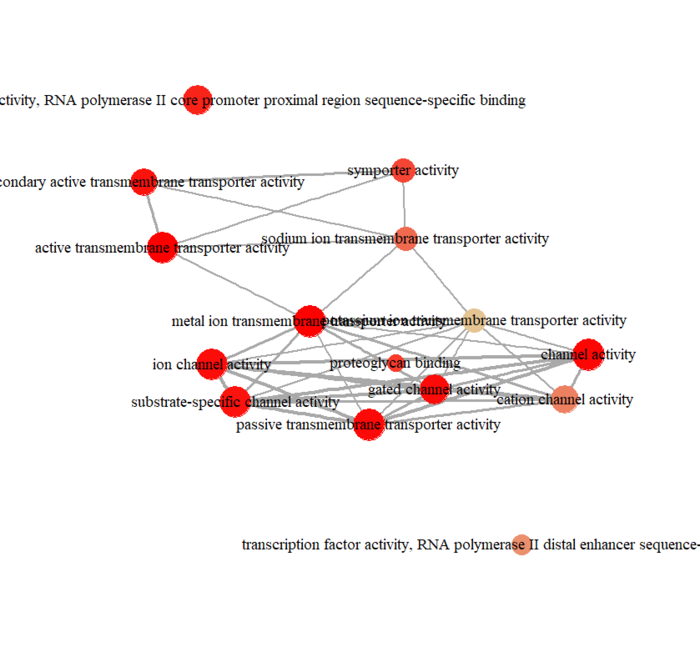 ctivity, RNA polymerase II core promoter proximal region sequence-specific binding
symporter activity
condary active transmembrane transporter activity
sodium ion transmembrane transporter activity
active transmembrane transporter activity
metal ion transmembrane transporter activity
potassium ion transmembrane transporter activity
channel activity
ion channel activity
proteoglycan binding
gated channel activity
cation channel activity
substrate-specific channel activity
passive transmembrane transporter activity
transcription factor activity, RNA polymerase II distal enhancer sequence-